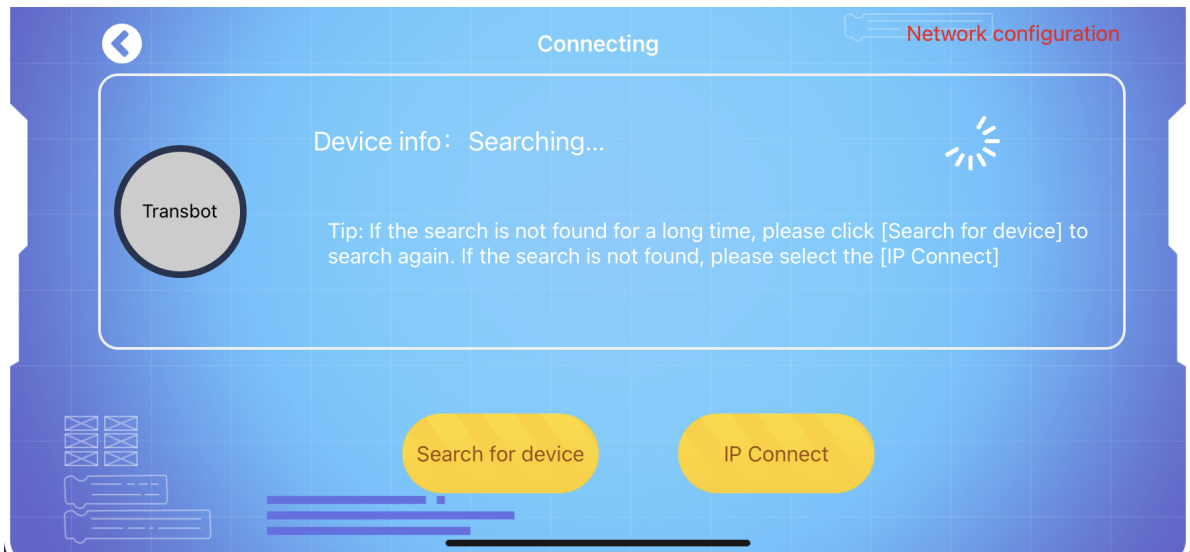 Connecting
Network configuration
Device info： Searching...
Transbot
Tip: If the search is not found for a long time, please click [Search for device] to
search again. If the search is not found, please select the [IP Connect]
Search for device
IP Connect